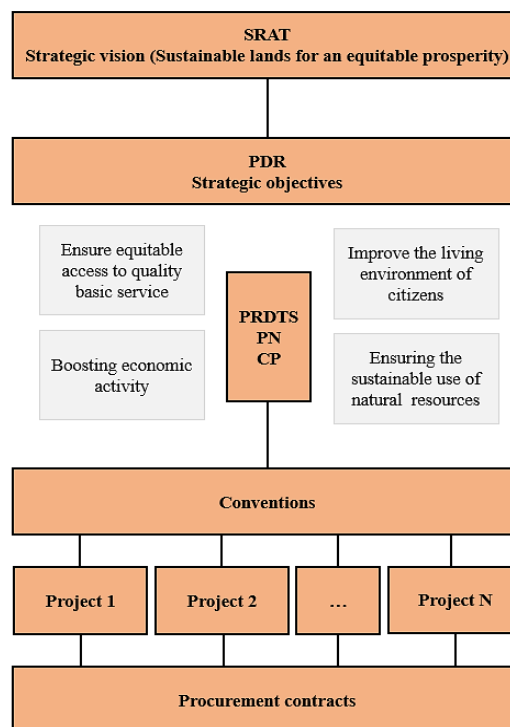 SRAT
Strategic vision (Sustainable lands for an equitable prosperity)
PDR
Strategic objectives
Ensure equitable
access to quality
basic service
Improve the living
environment of
citizens
PRDTS
PN
CP
Boosting economic
activity
Ensuring the
sustainable use of
natural resources
Conventions
Project 1
Project 2
...
Project N
Procurement contracts